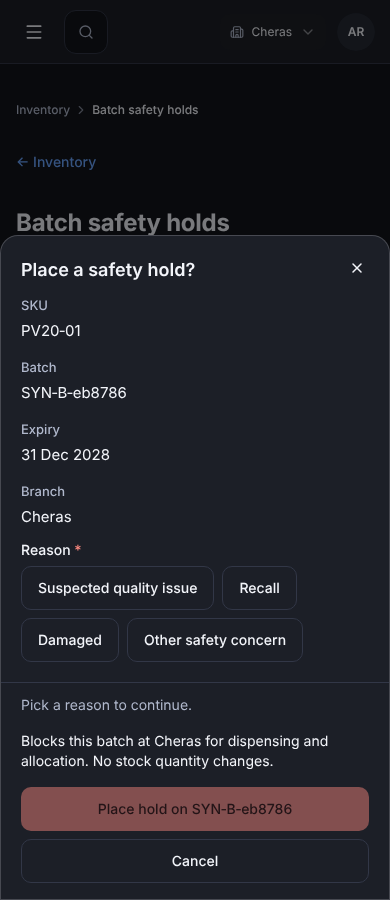 Cheras
AR
Inventory > Batch safety holds
← Inventory
Batch safety holds
Place a safety hold?
SKU
PV20-01
Batch
SYN-B-eb8786
Expiry
31 Dec 2028
Branch
Cheras
Reason *
Suspected quality issue
Recall
Damaged
Other safety concern
Pick a reason to continue.
Blocks this batch at Cheras for dispensing and
allocation. No stock quantity changes.
Place hold on SYN-B-eb8786
Cancel